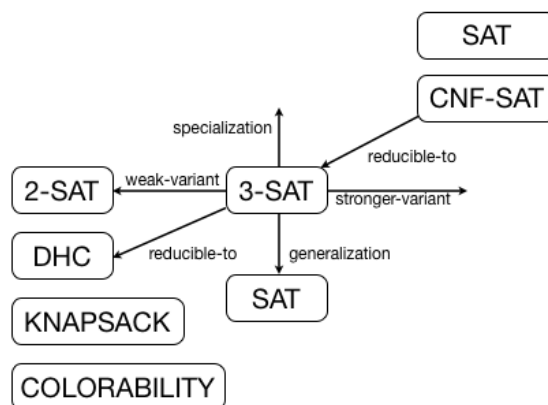 SAT
CNF-SAT
specialization
reducible-to
2-SAT
weak-variant
3-SAT
stronger-variant
DHC
reducible-to
generalization
SAT
KNAPSACK
COLORABILITY